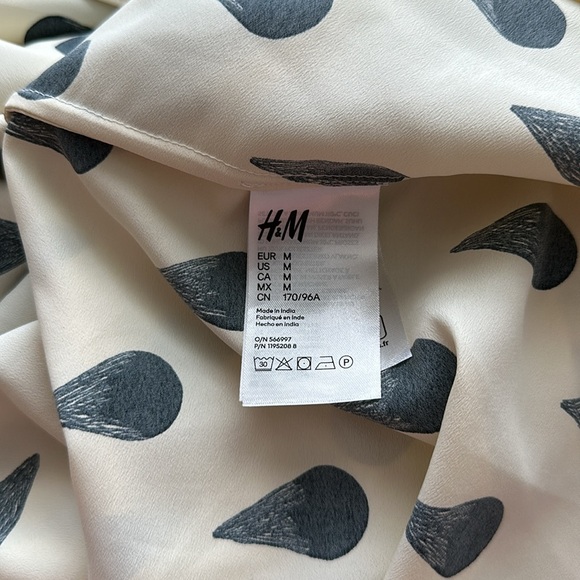 H&M
EUR M
US M
CA M
MX M
CN 170/96A
Made in India
Fabriqué en Inde
Hecho en India
O/N 566997
P/N 1195208 8
30
P
.fr